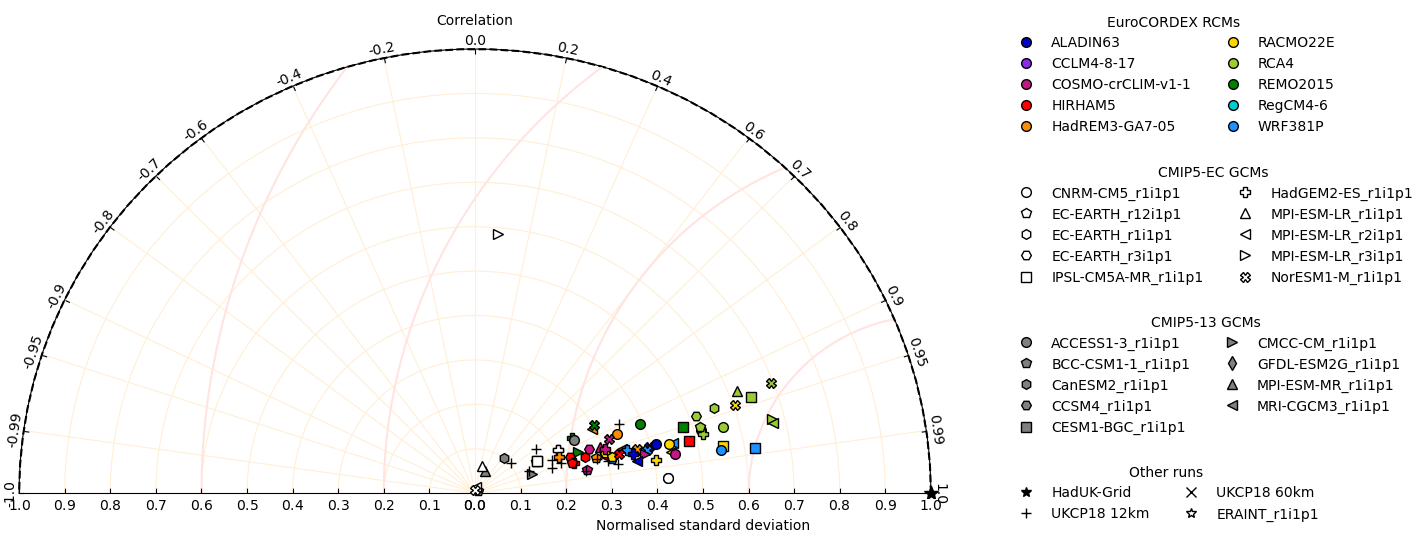 Correlation
0.0
-0.2
0.2
-0.4
0.4
-0.6
0.6
-0.7
0.7
-0.8
0.8
-0.9
0.9
-0.95
0.95
-0.99
0.99
-1.0
1.0
1.0 0.9 0.8 0.7 0.6 0.5 0.4 0.3 0.2 0.1 0.0 0.1 0.2 0.3 0.4 0.5 0.6 0.7 0.8 0.9 1.0
Normalised standard deviation
EuroCORDEX RCMs
ALADIN63
CCLM4-8-17
COSMO-crCLIM-v1-1
HIRHAM5
HadREM3-GA7-05
RACMO22E
RCA4
REMO2015
RegCM4-6
WRF381P
CMIP5-EC GCMs
CNRM-CM5_r1i1p1
EC-EARTH_r12i1p1
EC-EARTH_r1i1p1
EC-EARTH_r3i1p1
IPSL-CM5A-MR_r1i1p1
HadGEM2-ES_r1i1p1
MPI-ESM-LR_r1i1p1
MPI-ESM-LR_r2i1p1
MPI-ESM-LR_r3i1p1
NorESM1-M_r1i1p1
CMIP5-13 GCMs
ACCESS1-3_r1i1p1
BCC-CSM1-1_r1i1p1
CanESM2_r1i1p1
CCSM4_r1i1p1
CESM1-BGC_r1i1p1
CMCC-CM_r1i1p1
GFDL-ESM2G_r1i1p1
MPI-ESM-MR_r1i1p1
MRI-CGCM3_r1i1p1
Other runs
HadUK-Grid
UKCP18 12km
UKCP18 60km
ERAINT_r1i1p1